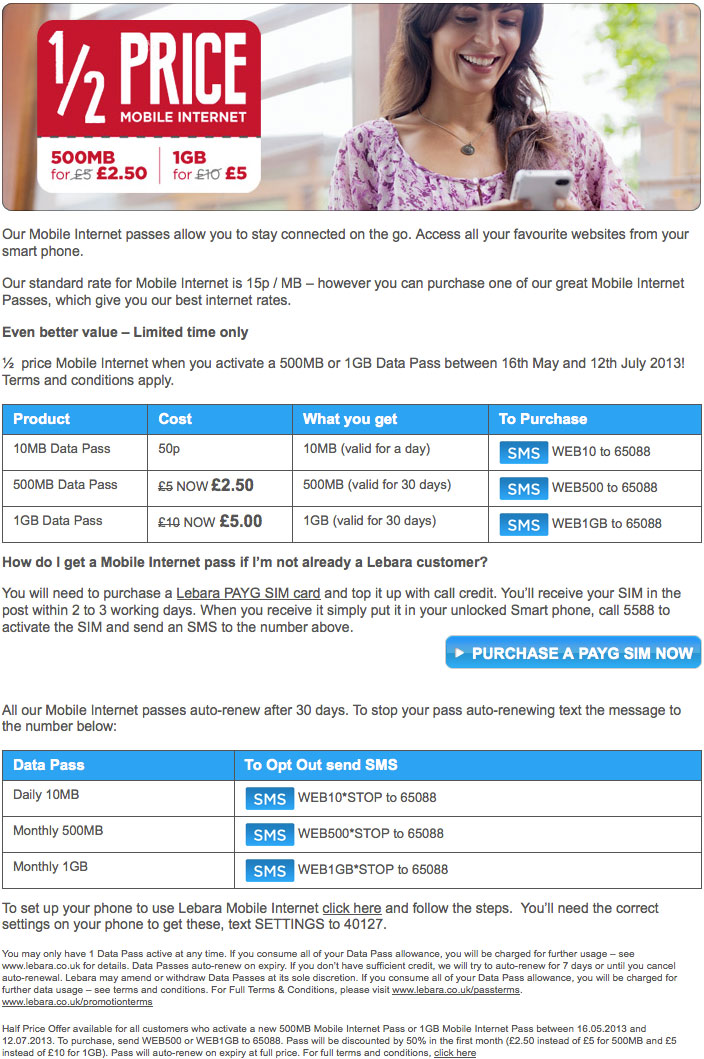 ½ PRICE
MOBILE INTERNET
500MB
for £5 £2.50
1GB
for £10 £5
Our Mobile Internet passes allow you to stay connected on the go. Access all your favourite websites from your
smart phone.
Our standard rate for Mobile Internet is 15p / MB – however you can purchase one of our great Mobile Internet
Passes, which give you our best internet rates.
Even better value – Limited time only
½ price Mobile Internet when you activate a 500MB or 1GB Data Pass between 16th May and 12th July 2013!
Terms and conditions apply.
Product Cost What you get To Purchase
10MB Data Pass 50p 10MB (valid for a day) SMS WEB10 to 65088
500MB Data Pass £5 NOW £2.50 500MB (valid for 30 days) SMS WEB500 to 65088
1GB Data Pass £10 NOW £5.00 1GB (valid for 30 days) SMS WEB1GB to 65088
How do I get a Mobile Internet pass if I'm not already a Lebara customer?
You will need to purchase a Lebara PAYG SIM card and top it up with call credit. You'll receive your SIM in the
post within 2 to 3 working days. When you receive it simply put it in your unlocked Smart phone, call 5588 to
activate the SIM and send an SMS to the number above.
PURCHASE A PAYG SIM NOW
All our Mobile Internet passes auto-renew after 30 days. To stop your pass auto-renewing text the message to
the number below:
Data Pass To Opt Out send SMS
Daily 10MB SMS WEB10*STOP to 65088
Monthly 500MB SMS WEB500*STOP to 65088
Monthly 1GB SMS WEB1GB*STOP to 65088
To set up your phone to use Lebara Mobile Internet click here and follow the steps. You'll need the correct
settings on your phone to get these, text SETTINGS to 40127.
You may only have 1 Data Pass active at any time. If you consume all of your Data Pass allowance, you will be charged for further usage – see
www.lebara.co.uk for details. Data Passes auto-renew on expiry. If you don't have sufficient credit, we will try to auto-renew for 7 days or until you cancel
auto-renewal. Lebara may amend or withdraw Data Passes at its sole discretion. If you consume all of your Data Pass allowance, you will be charged for
further data usage – see terms and conditions. For Full Terms & Conditions, please visit www.lebara.co.uk/passterms.
www.lebara.co.uk/promotionterms
Half Price Offer available for all customers who activate a new 500MB Mobile Internet Pass or 1GB Mobile Internet Pass between 16.05.2013 and
12.07.2013. To purchase, send WEB500 or WEB1GB to 65088. Pass will be discounted by 50% in the first month (£2.50 instead of £5 for 500MB and £5
instead of £10 for 1GB). Pass will auto-renew on expiry at full price. For full terms and conditions, click here